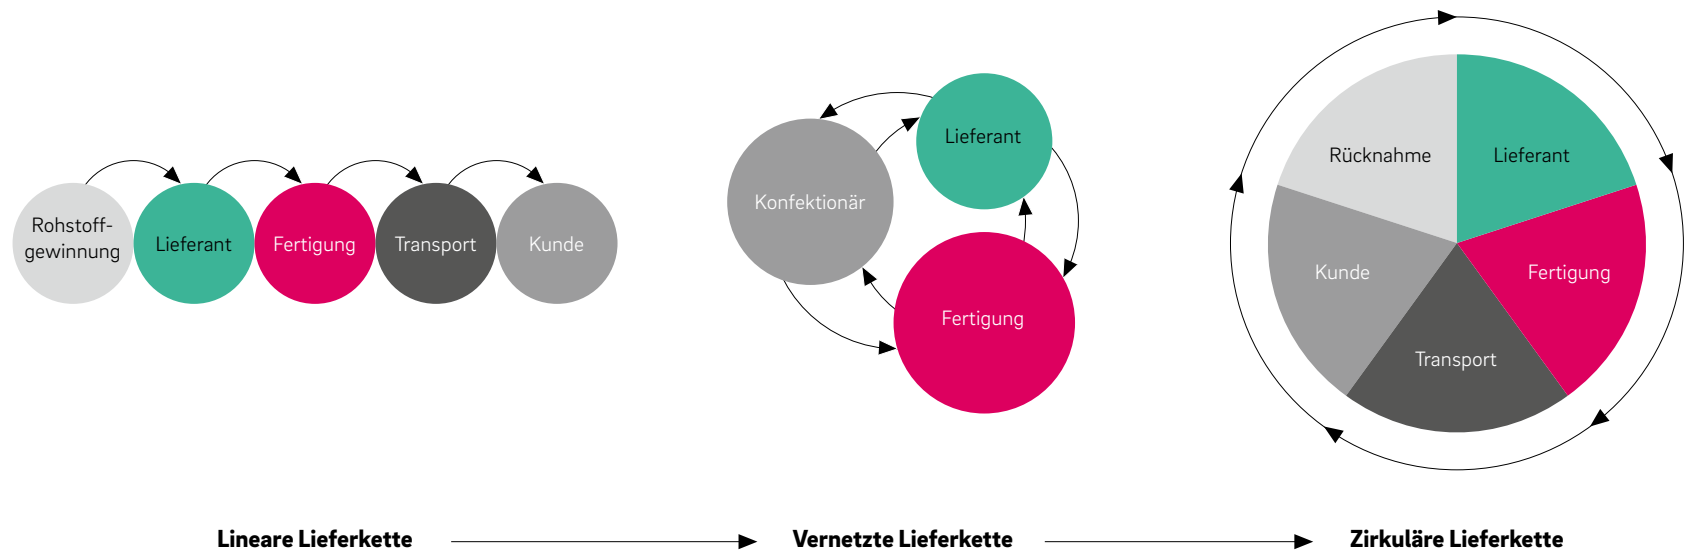 Rohstoff-
gewinnung
Lieferant
Fertigung
Transport
Kunde
Konfektionär
Lieferant
Fertigung
Rücknahme
Lieferant
Kunde
Fertigung
Transport
Lineare Lieferkette
Vernetzte Lieferkette
Zirkuläre Lieferkette